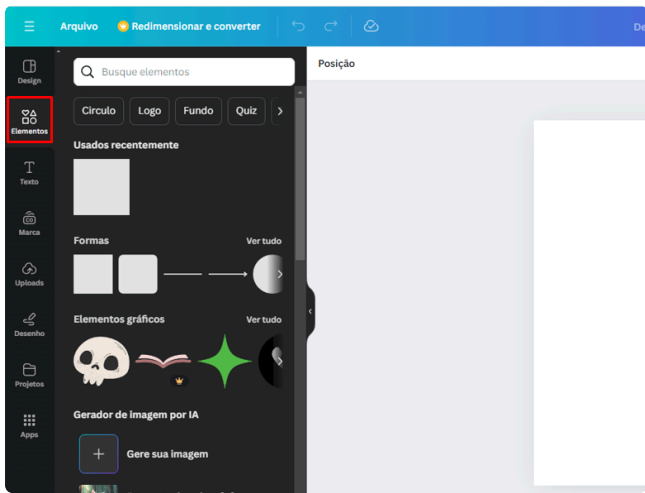 Arquivo
Redimensionar e converter
De
Design
Elementos
Texto
Marca
Uploads
Desenho
Projetos
Apps
Busque elementos
Circulo
Logo
Fundo
Quiz
Usados recentemente
Formas
Ver tudo
Elementos gráficos
Ver tudo
Gerador de imagem por IA
Gere sua imagem
Posição